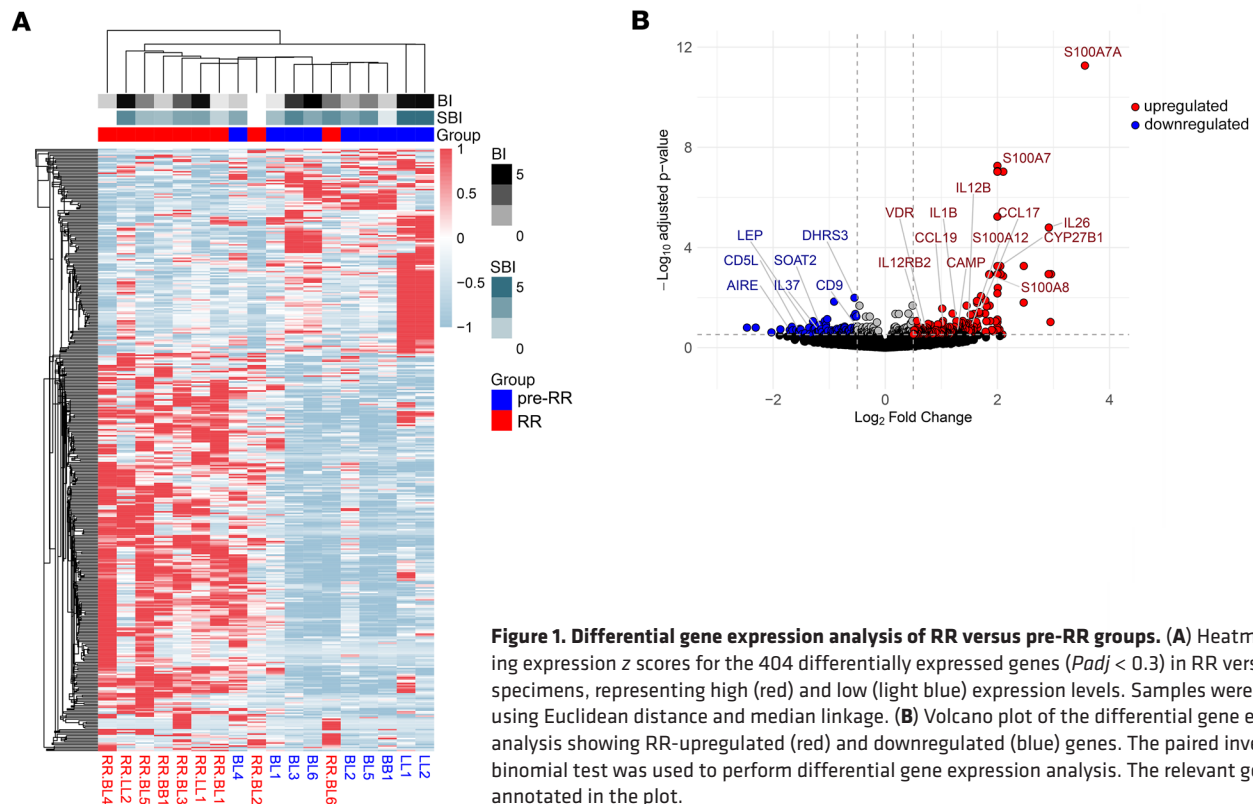 A
BI
SBI
Group
1
0.5
0
−0.5
−1
BI
5
0
SBI
5
0
Group
pre-RR
RR
RR.BL4
RR.LL2
RR.BL5
RR.BB1
RR.BL3
RR.LL1
RR.BL1
BL4
RR.BL2
BL1
BL3
BL6
RR.BL6
BL2
BL5
BB1
LL1
LL2
B
−Log10 adjusted p-value
12
8
4
0
−2
0
2
4
Log2 Fold Change
upregulated
downregulated
S100A7A
S100A7
IL12B
VDR
IL1B
CCL17
IL26
LEP
DHRS3
CCL19
S100A12
CYP27B1
CD5L
SOAT2
IL12RB2
CAMP
AIRE
IL37
CD9
S100A8
Figure 1. Differential gene expression analysis of RR versus pre-RR groups. (A) Heatm
ing expression z scores for the 404 differentially expressed genes (Padj < 0.3) in RR vers
specimens, representing high (red) and low (light blue) expression levels. Samples were
using Euclidean distance and median linkage. (B) Volcano plot of the differential gene e
analysis showing RR-upregulated (red) and downregulated (blue) genes. The paired inve
binomial test was used to perform differential gene expression analysis. The relevant ge
annotated in the plot.